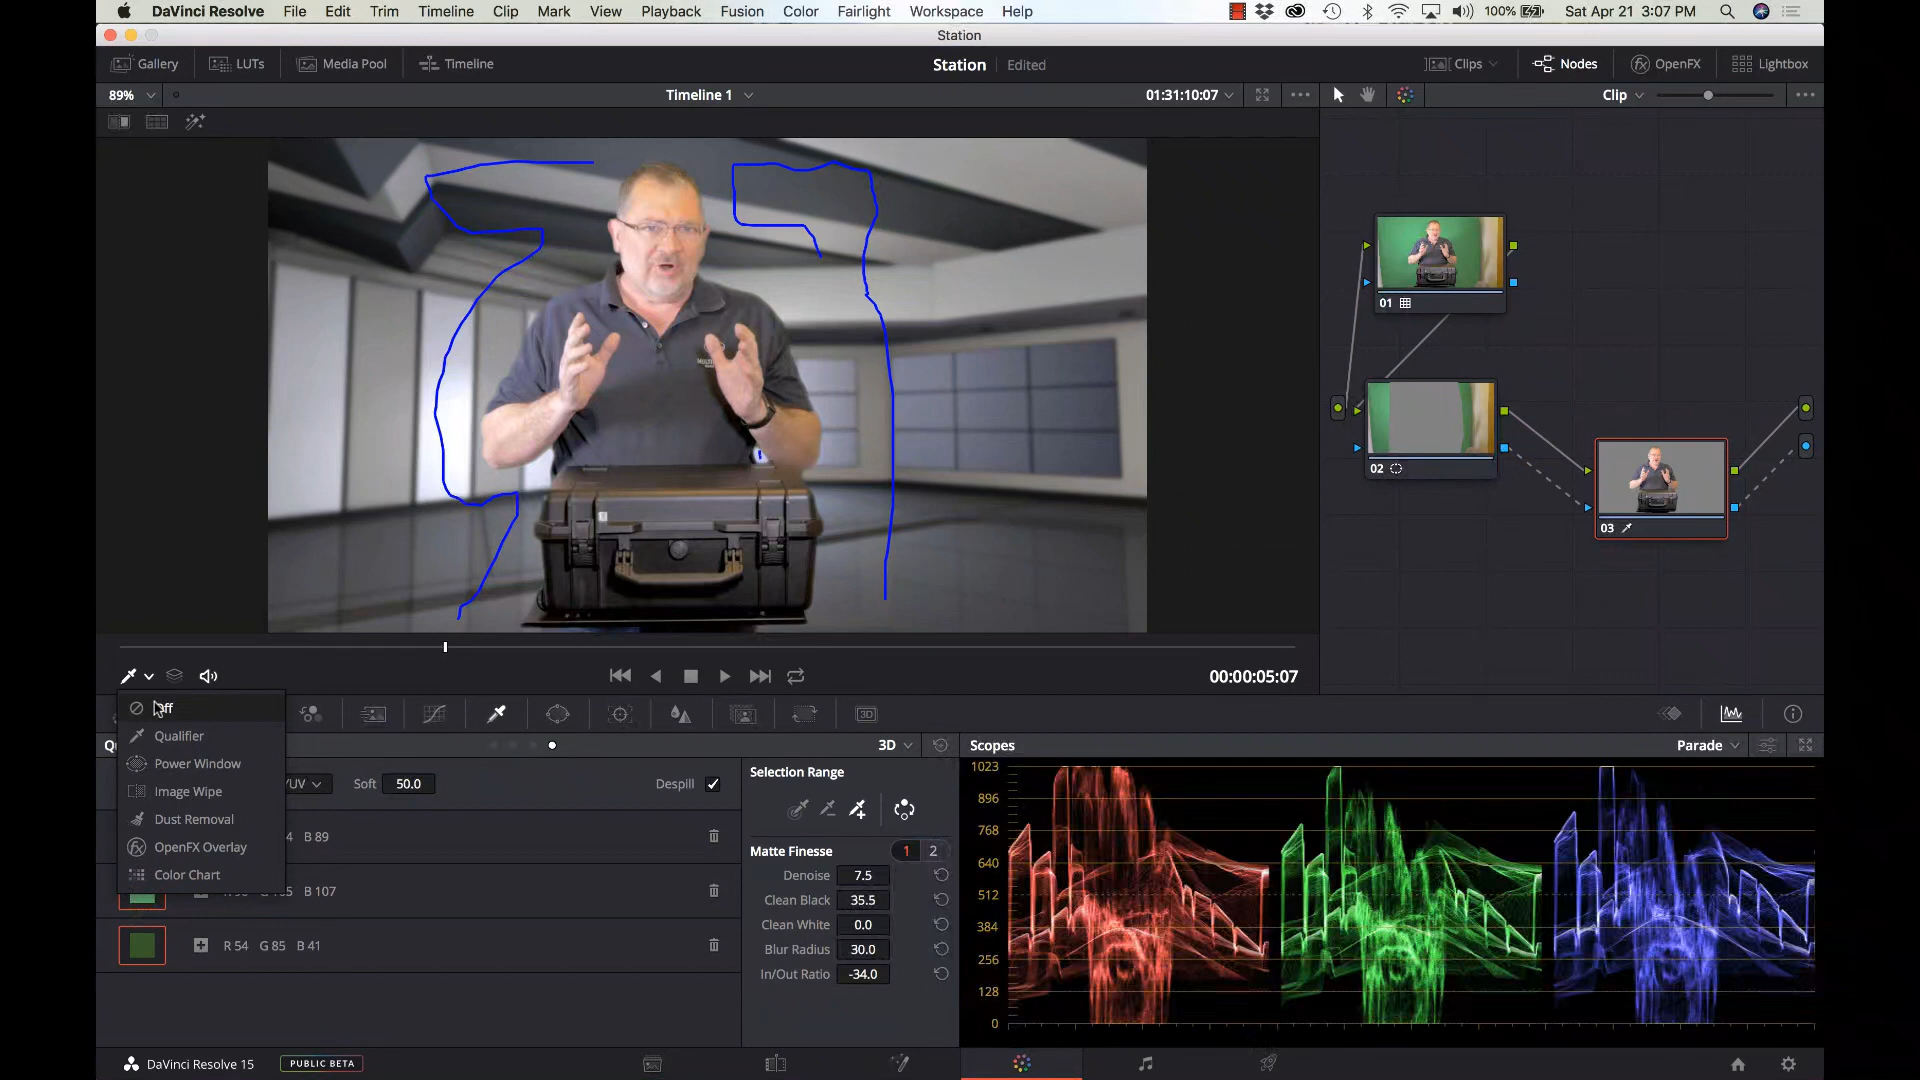 DaVinci Resolve File Edit Trim Timeline Clip Mark View Playback Fusion Color Fairlight Workspace Help 100% Sat Apr 21 3:07 PM
Station
Gallery LUTs Media Pool Timeline Station Edited Clips Nodes OpenFX Lightbox
89% Timeline 1 01:31:10:07 Clip
01
02
03
00:00:05:07
Off
Qualifier
Power Window
Image Wipe
Dust Removal
OpenFX Overlay
Color Chart
3D
3D
YUV Soft 50.0 Despill
4 B 89
B 107
R 54 G 85 B 41
Selection Range
Matte Finesse 1 2
Denoise 7.5
Clean Black 35.5
Clean White 0.0
Blur Radius 30.0
In/Out Ratio -34.0
Scopes Parade
1023
896
768
640
512
384
256
128
0
DaVinci Resolve 15 PUBLIC BETA